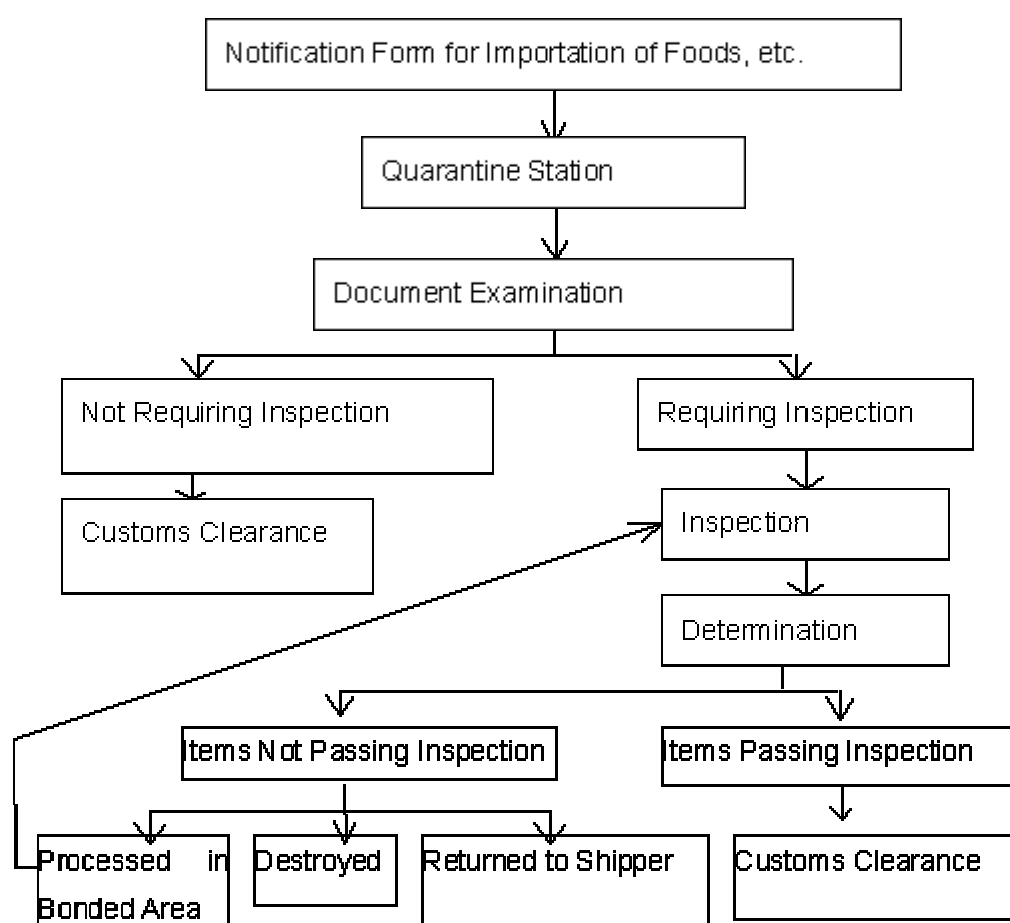 Notification Form for Importation of Foods, etc.
Quarantine Station
Document Examination
Not Requiring Inspection
Requiring Inspection
Customs Clearance
Inspection
Determination
Items Not Passing Inspection
Items Passing Inspection
Processed in
Bonded Area
Destroyed
Returned to Shipper
Customs Clearance